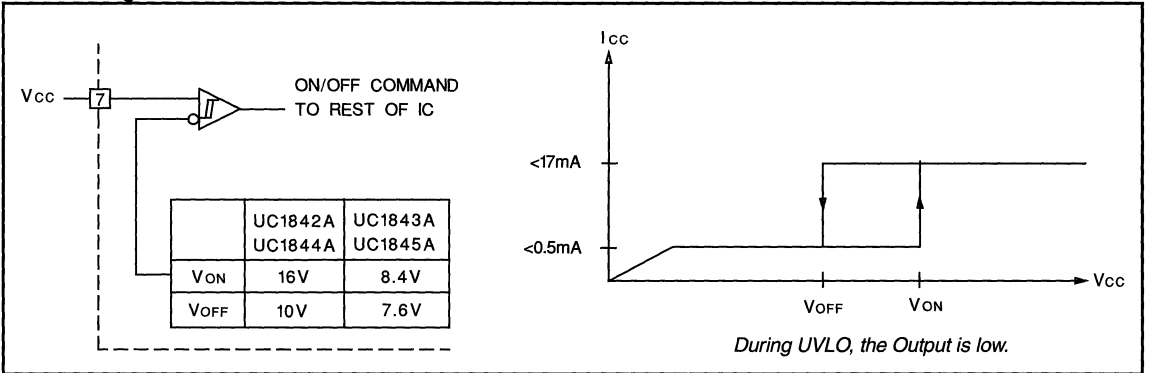 Vcc
7
ON/OFF COMMAND
TO REST OF IC
UC1842A UC1843A
UC1844A UC1845A
VON 16V 8.4V
VOFF 10V 7.6V
Icc
<17mA
<0.5mA
Vcc
VOFF VON
During UVLO, the Output is low.